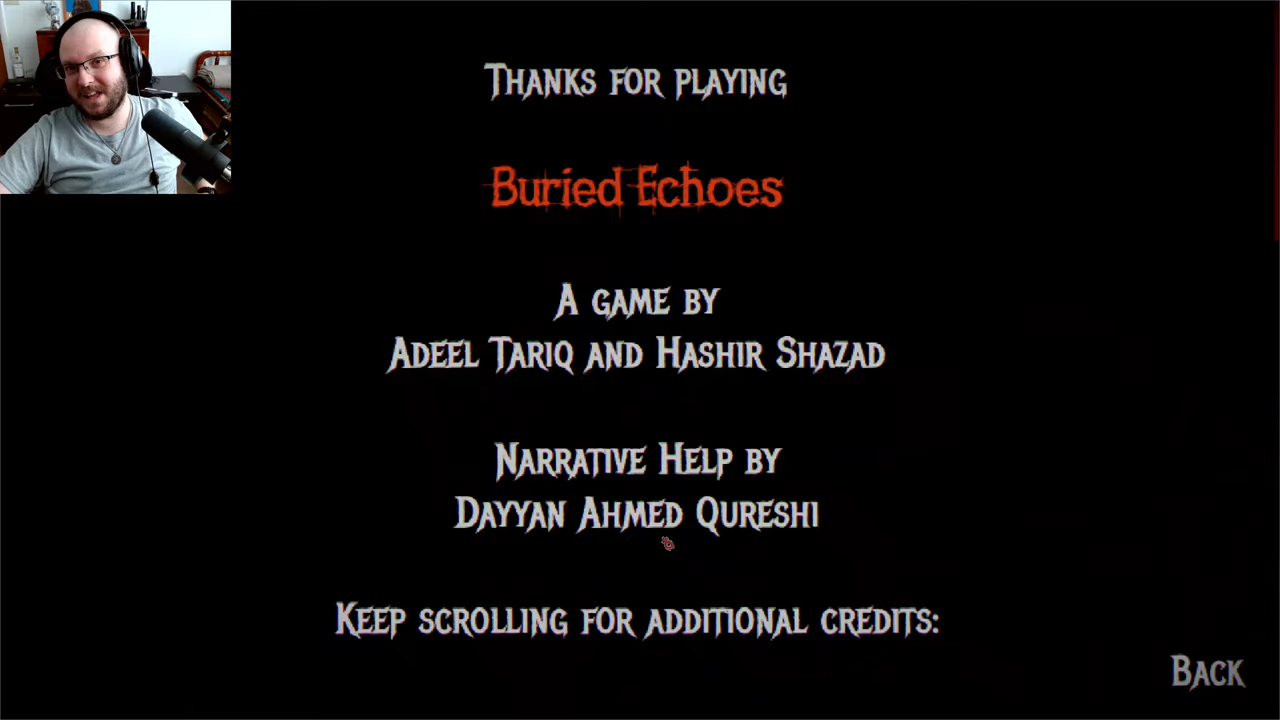 Thanks for playing
Buried Echoes
A game by
Adeel Tariq and Hashir Shazad
Narrative Help by
Dayyan Ahmed Qureshi
Keep scrolling for additional credits:
Back